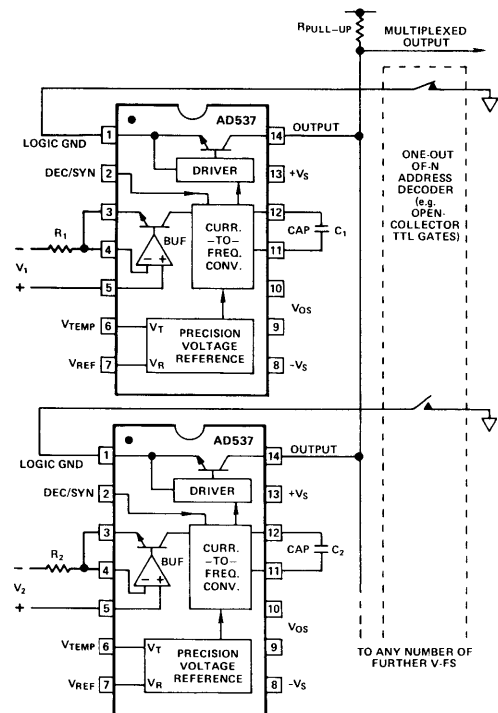 RPULL-UP
MULTIPLEXED
OUTPUT
AD537
1
14
OUTPUT
LOGIC GND
DRIVER
DEC/SYN
2
13
+VS
ONE-OUT
OF-N
ADDRESS
DECODER
(e.g.
OPEN-
COLLECTOR
TTL GATES)
3
BUF
CURR.
-TO-
FREQ.
CONV.
12
CAP
C1
R1
4
11
V1
-
+
- +
5
10
VOS
VTEMP
6
VT
PRECISION
VOLTAGE
REFERENCE
9
VREF
7
VR
8
-VS
AD537
1
14
OUTPUT
LOGIC GND
DRIVER
DEC/SYN
2
13
+VS
3
BUF
CURR.
-TO-
FREQ.
CONV.
12
CAP
C2
R2
4
11
V2
-
+
- +
5
10
VOS
VTEMP
6
VT
PRECISION
VOLTAGE
REFERENCE
9
VREF
7
VR
8
-VS
TO ANY NUMBER OF
FURTHER V-FS